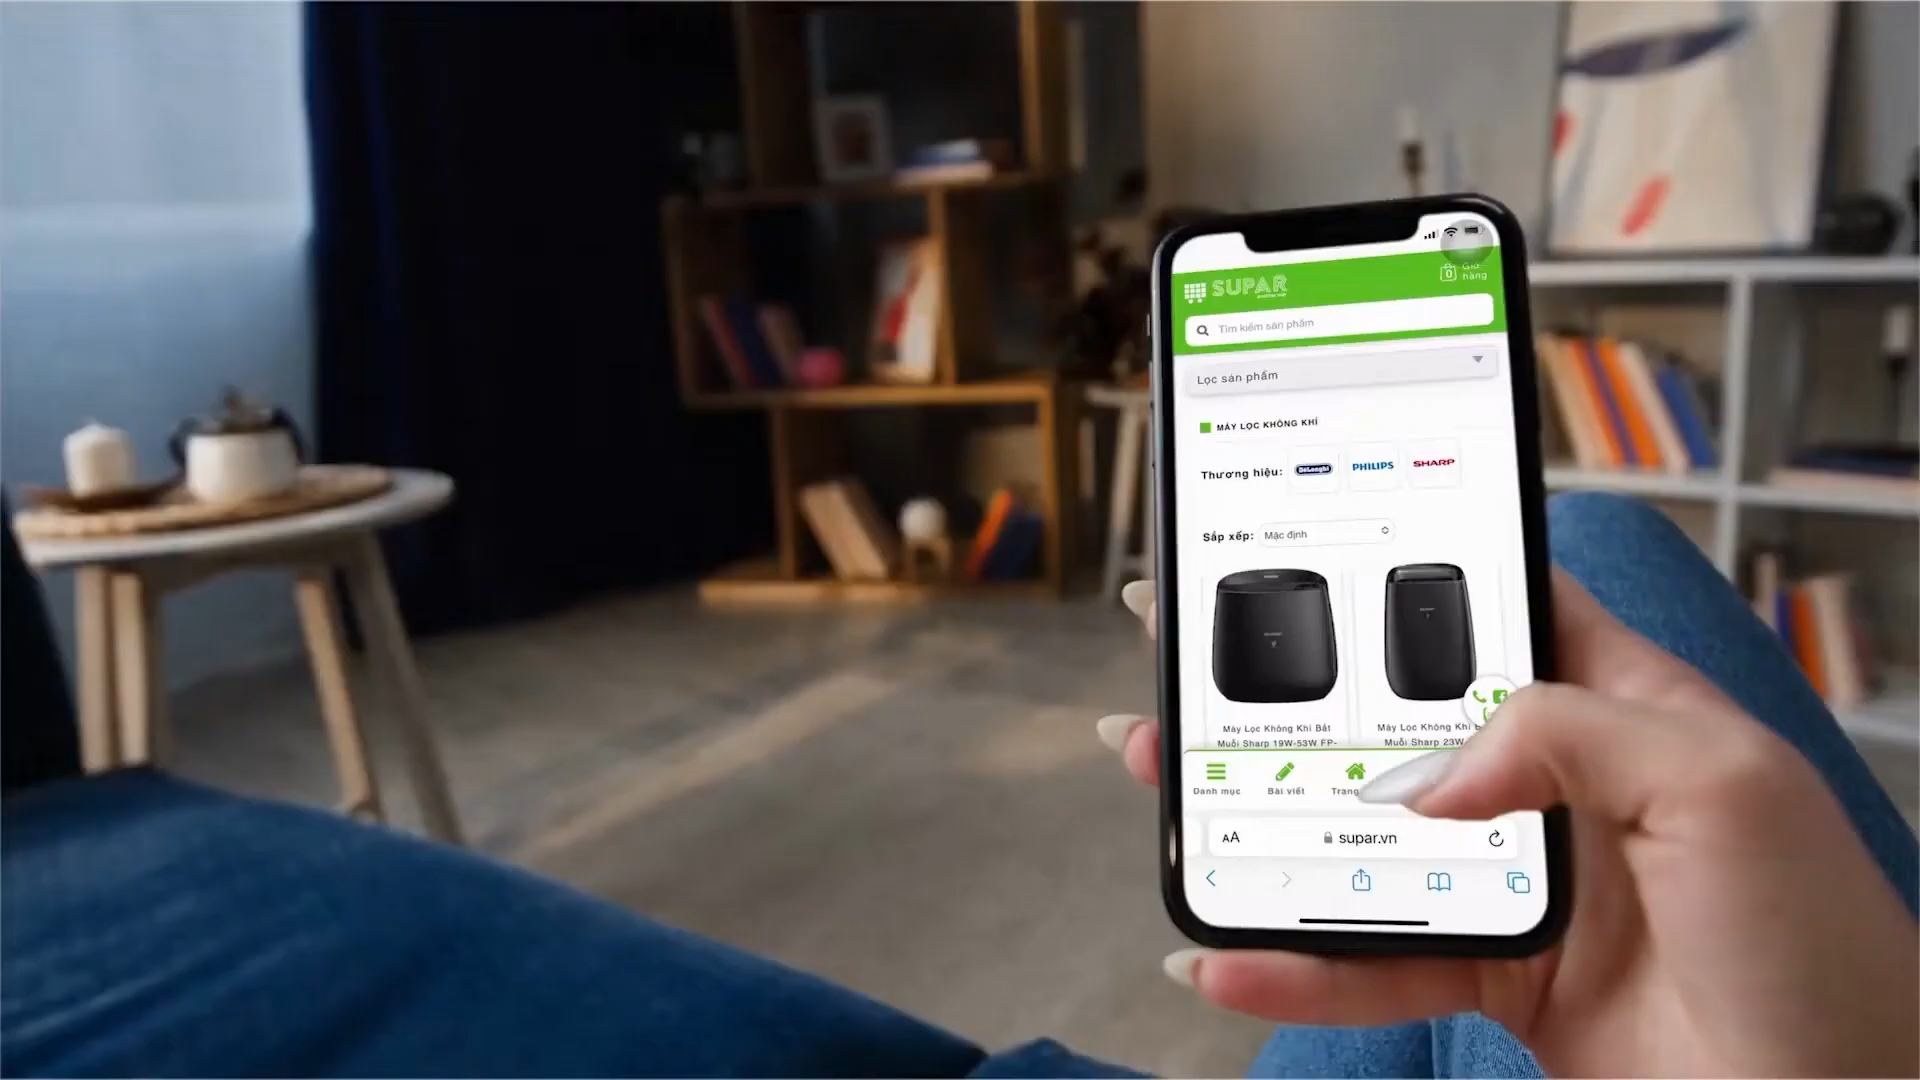 SUPAR
0
Giỏ
hàng
Tìm kiếm sản phẩm
Lọc sản phẩm
MÁY LỌC KHÔNG KHÍ
Thương hiệu:
DeLonghi
PHILIPS
SHARP
Sắp xếp:
Mặc định
Máy Lọc Không Khí Bắt
Muỗi Sharp 19W-53W FP-
Máy Lọc Không Khí B
Muỗi Sharp 23W-
Danh mục
Bài viết
Trang
AA
supar.vn